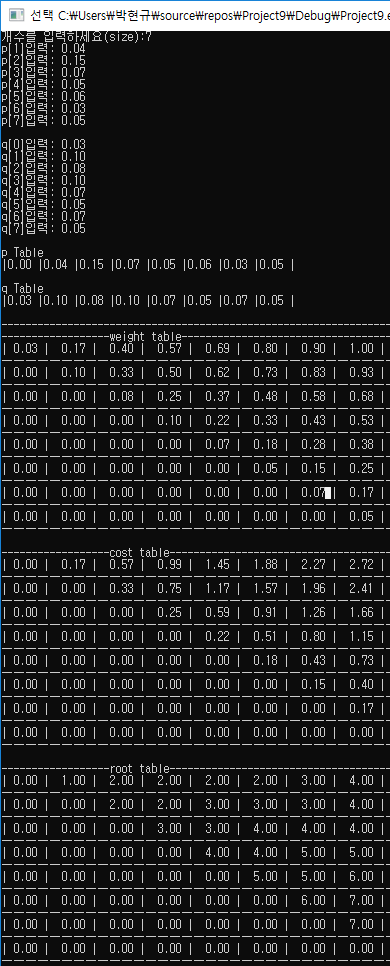 선택 C:₩Users₩박현규₩source₩repos₩Project9₩Debug₩Project9.e
개수를 입력하세요(size):7
p[1]입력: 0.04
p[2]입력: 0.15
p[3]입력: 0.07
p[4]입력: 0.05
p[5]입력: 0.06
p[6]입력: 0.03
p[7]입력: 0.05
q[0]입력: 0.03
q[1]입력: 0.10
q[2]입력: 0.08
q[3]입력: 0.10
q[4]입력: 0.07
q[5]입력: 0.05
q[6]입력: 0.07
q[7]입력: 0.05
p Table
|0.00 |0.04 |0.15 |0.07 |0.05 |0.06 |0.03 |0.05 |
q Table
|0.03 |0.10 |0.08 |0.10 |0.07 |0.05 |0.07 |0.05 |
weight table
| 0.03 | 0.17 | 0.40 | 0.57 | 0.69 | 0.80 | 0.90 | 1.00 |
| 0.00 | 0.10 | 0.33 | 0.50 | 0.62 | 0.73 | 0.83 | 0.93 |
| 0.00 | 0.00 | 0.08 | 0.25 | 0.37 | 0.48 | 0.58 | 0.68 |
| 0.00 | 0.00 | 0.00 | 0.10 | 0.22 | 0.33 | 0.43 | 0.53 |
| 0.00 | 0.00 | 0.00 | 0.00 | 0.07 | 0.18 | 0.28 | 0.38 |
| 0.00 | 0.00 | 0.00 | 0.00 | 0.00 | 0.05 | 0.15 | 0.25 |
| 0.00 | 0.00 | 0.00 | 0.00 | 0.00 | 0.00 | 0.07 | 0.17 |
| 0.00 | 0.00 | 0.00 | 0.00 | 0.00 | 0.00 | 0.00 | 0.05 |
cost table
| 0.00 | 0.17 | 0.57 | 0.99 | 1.45 | 1.88 | 2.27 | 2.72 |
| 0.00 | 0.00 | 0.33 | 0.75 | 1.17 | 1.57 | 1.96 | 2.41 |
| 0.00 | 0.00 | 0.00 | 0.25 | 0.59 | 0.91 | 1.26 | 1.66 |
| 0.00 | 0.00 | 0.00 | 0.00 | 0.22 | 0.51 | 0.80 | 1.15 |
| 0.00 | 0.00 | 0.00 | 0.00 | 0.00 | 0.18 | 0.43 | 0.73 |
| 0.00 | 0.00 | 0.00 | 0.00 | 0.00 | 0.00 | 0.15 | 0.40 |
| 0.00 | 0.00 | 0.00 | 0.00 | 0.00 | 0.00 | 0.00 | 0.17 |
| 0.00 | 0.00 | 0.00 | 0.00 | 0.00 | 0.00 | 0.00 | 0.00 |
root table
| 0.00 | 1.00 | 2.00 | 2.00 | 2.00 | 2.00 | 3.00 | 4.00 |
| 0.00 | 0.00 | 2.00 | 2.00 | 3.00 | 3.00 | 3.00 | 4.00 |
| 0.00 | 0.00 | 0.00 | 3.00 | 3.00 | 4.00 | 4.00 | 4.00 |
| 0.00 | 0.00 | 0.00 | 0.00 | 4.00 | 4.00 | 5.00 | 5.00 |
| 0.00 | 0.00 | 0.00 | 0.00 | 0.00 | 5.00 | 5.00 | 6.00 |
| 0.00 | 0.00 | 0.00 | 0.00 | 0.00 | 0.00 | 6.00 | 7.00 |
| 0.00 | 0.00 | 0.00 | 0.00 | 0.00 | 0.00 | 0.00 | 7.00 |
| 0.00 | 0.00 | 0.00 | 0.00 | 0.00 | 0.00 | 0.00 | 0.00 |